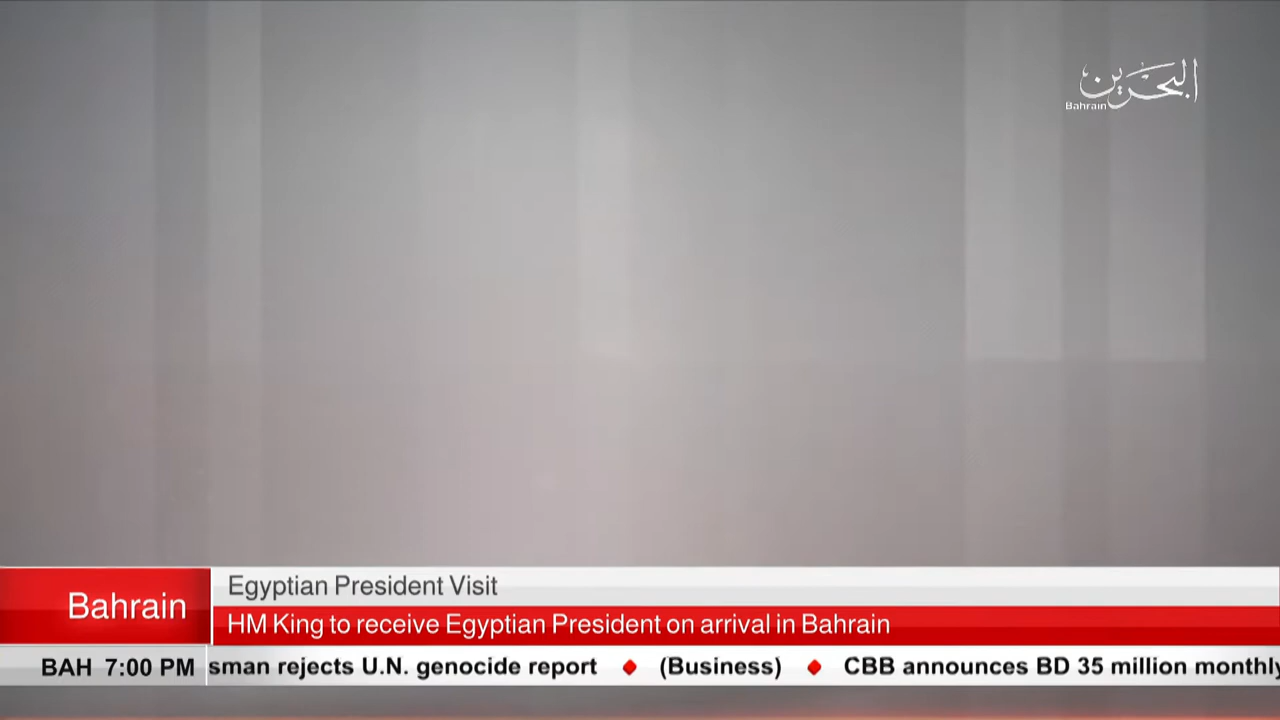 البحرين
Bahrain
Egyptian President Visit
Bahrain
HM King to receive Egyptian President on arrival in Bahrain
BAH 7:00 PM
sman rejects U.N. genocide report ♦ (Business) ♦ CBB announces BD 35 million monthly